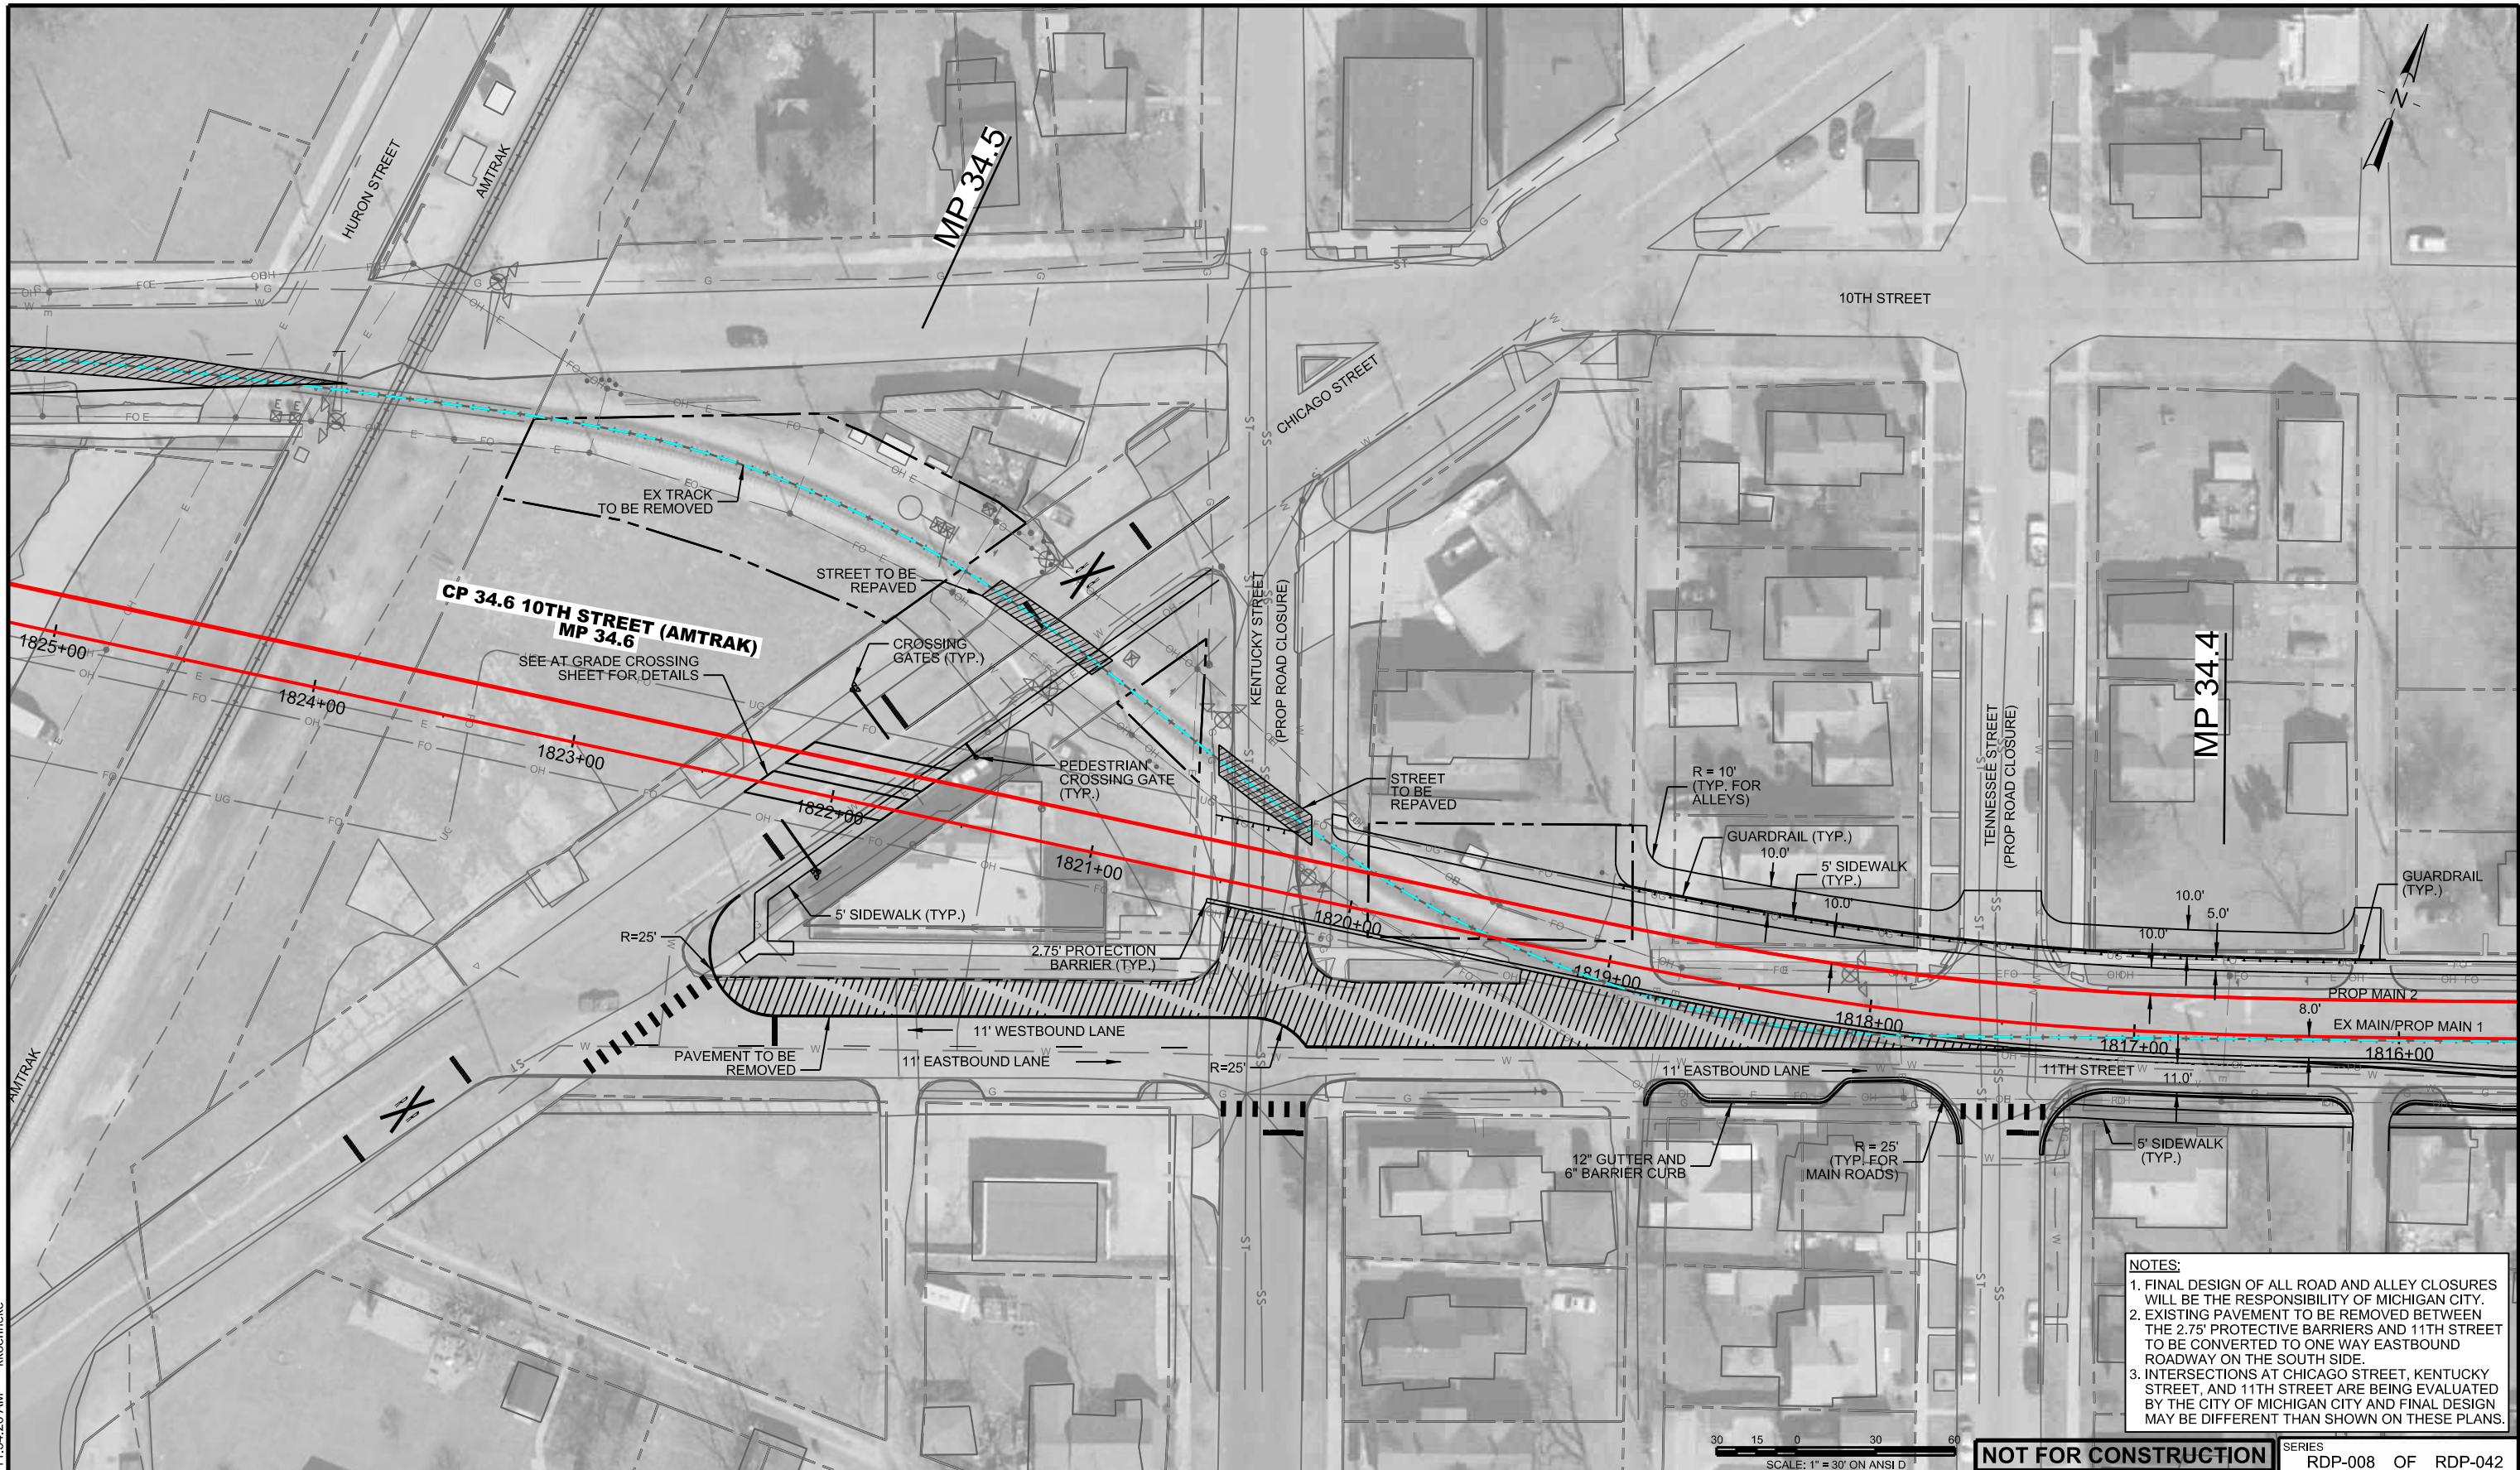 HURON STREET
AMTRAK
MP 34.5
N
10TH STREET
CHICAGO STREET
EX TRACK
TO BE REMOVED
STREET TO BE
REPAVED
CP 34.6 10TH STREET (AMTRAK)
MP 34.6
SEE AT GRADE CROSSING
SHEET FOR DETAILS
CROSSING
GATES (TYP.)
KENTUCKY STREET
(PROP ROAD CLOSURE)
TENNESSEE STREET
(PROP ROAD CLOSURE)
MP 34.4
1825+00
1824+00
1823+00
1822+00
1821+00
1820+00
1819+00
1818+00
1817+00
1816+00
PEDESTRIAN
CROSSING GATE
(TYP.)
STREET
TO BE
REPAVED
R = 10'
(TYP. FOR
ALLEYS)
GUARDRAIL (TYP.)
10.0'
5' SIDEWALK
(TYP.)
10.0'
GUARDRAIL
(TYP.)
10.0'
5.0'
10.0'
5' SIDEWALK (TYP.)
R=25'
2.75' PROTECTION
BARRIER (TYP.)
PROP MAIN 2
8.0'
EX MAIN/PROP MAIN 1
11' WESTBOUND LANE
11' EASTBOUND LANE
PAVEMENT TO BE
REMOVED
R=25'
11' EASTBOUND LANE
11TH STREET
11.0'
AMTRAK
12" GUTTER AND
6" BARRIER CURB
R = 25'
(TYP. FOR
MAIN ROADS)
5' SIDEWALK
(TYP.)
NOTES:
1. FINAL DESIGN OF ALL ROAD AND ALLEY CLOSURES
WILL BE THE RESPONSIBILITY OF MICHIGAN CITY.
2. EXISTING PAVEMENT TO BE REMOVED BETWEEN
THE 2.75' PROTECTIVE BARRIERS AND 11TH STREET
TO BE CONVERTED TO ONE WAY EASTBOUND
ROADWAY ON THE SOUTH SIDE.
3. INTERSECTIONS AT CHICAGO STREET, KENTUCKY
STREET, AND 11TH STREET ARE BEING EVALUATED
BY THE CITY OF MICHIGAN CITY AND FINAL DESIGN
MAY BE DIFFERENT THAN SHOWN ON THESE PLANS.
30 15 0 30 60
SCALE: 1" = 30' ON ANSI D
NOT FOR CONSTRUCTION
SERIES
RDP-008 OF RDP-042